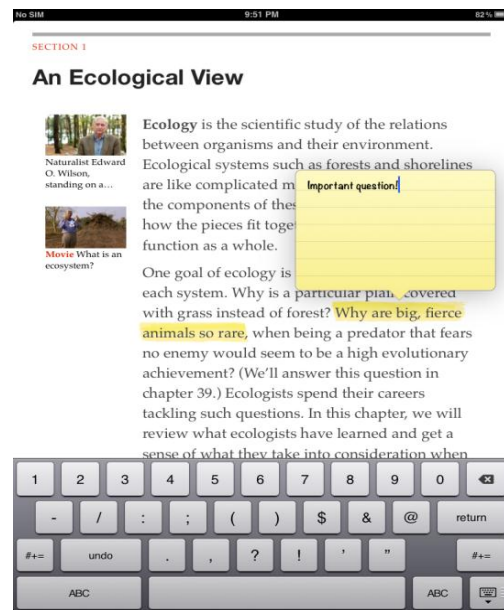 No SIM 9:51 PM 82%
SECTION 1
An Ecological View
Naturalist Edward
O. Wilson,
standing on a...
Movie What is an
ecosystem?
Ecology is the scientific study of the relations
between organisms and their environment.
Ecological systems such as forests and shorelines
are like complicated m
the components of thes
how the pieces fit toge
function as a whole.
Important question!
One goal of ecology is
each system. Why is a particular plain covered
with grass instead of forest? Why are big, fierce
animals so rare, when being a predator that fears
no enemy would seem to be a high evolutionary
achievement? (We'll answer this question in
chapter 39.) Ecologists spend their careers
tackling such questions. In this chapter, we will
review what ecologists have learned and get a
sense of what they take into consideration when
1 2 3 4 5 6 7 8 9 0
- / : ; ( ) $ & @ return
#+= undo . , ? ! ' " #+=
ABC ABC